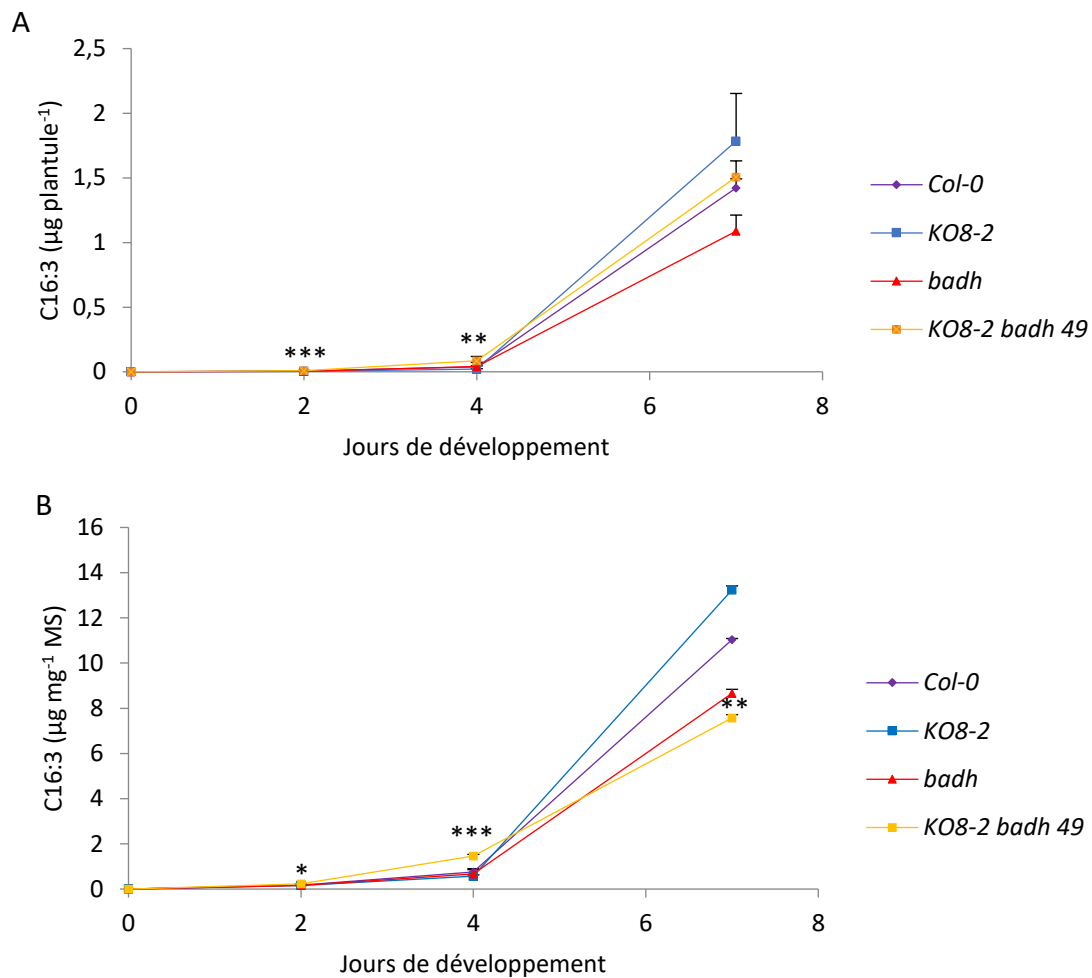 A
C16:3 (µg plantule⁻¹)
2,5
2
1,5
1
0,5
0
***
**
0 2 4 6 8
Jours de développement
Col-0
KO8-2
badh
KO8-2 badh 49
B
C16:3 (µg mg⁻¹ MS)
16
14
12
10
8
6
4
2
0
*
***
**
0 2 4 6 8
Jours de développement
Col-0
KO8-2
badh
KO8-2 badh 49